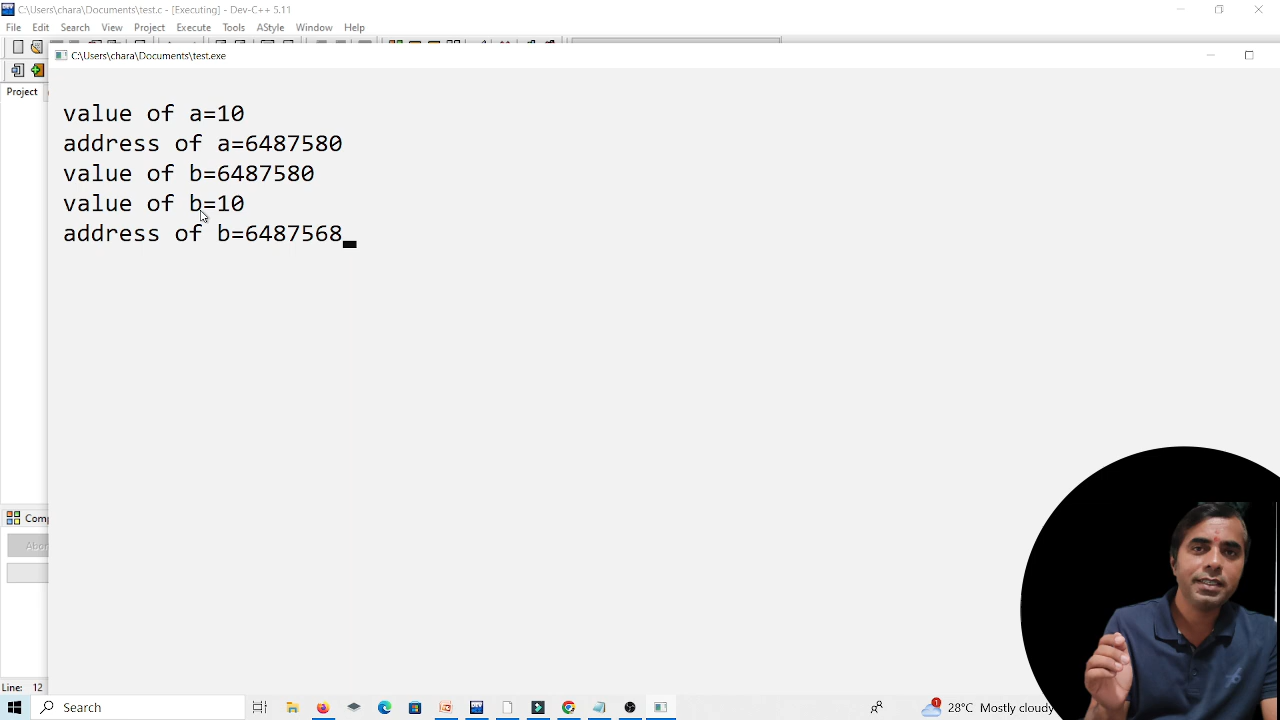 C:\Users\chara\Documents\test.c - [Executing] - Dev-C++ 5.11
File Edit Search View Project Execute Tools AStyle Window Help
C:\Users\chara\Documents\test.exe
Project
value of a=10
address of a=6487580
value of b=6487580
value of b=10
address of b=6487568
Comp
Abor
Line: 12
Search
28°C Mostly cloudy